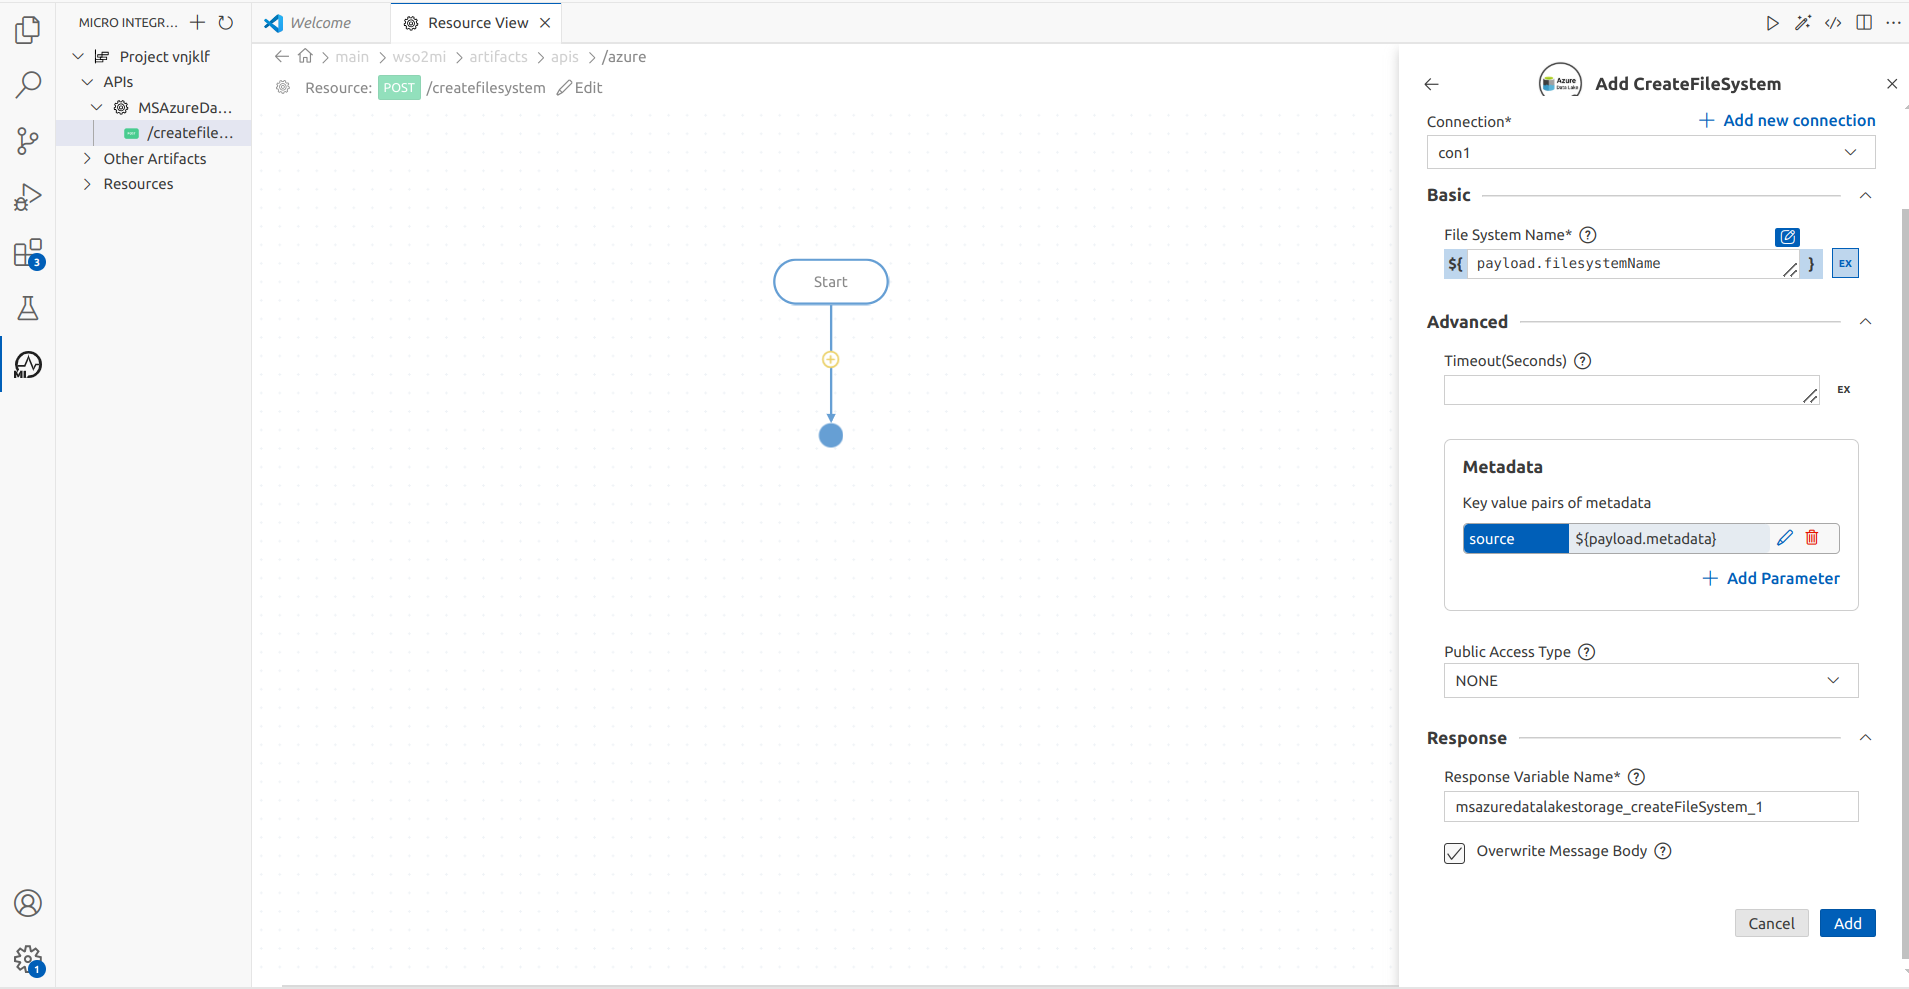 MICRO INTEGR...
Welcome
Resource View
Project vnjklf
APIs
MSAzureDa...
/createfile...
Other Artifacts
Resources
3
MI
1
main
wso2mi
artifacts
apis
/azure
Resource:
POST
/createfilesystem
Edit
Start
Azure
Data Lake
Add CreateFileSystem
Connection*
Add new connection
con1
Basic
File System Name*
${ payload.filesystemName }
EX
Advanced
Timeout(Seconds)
EX
Metadata
Key value pairs of metadata
source ${payload.metadata}
Add Parameter
Public Access Type
NONE
Response
Response Variable Name*
msazuredatalakestorage_createFileSystem_1
Overwrite Message Body
Cancel
Add